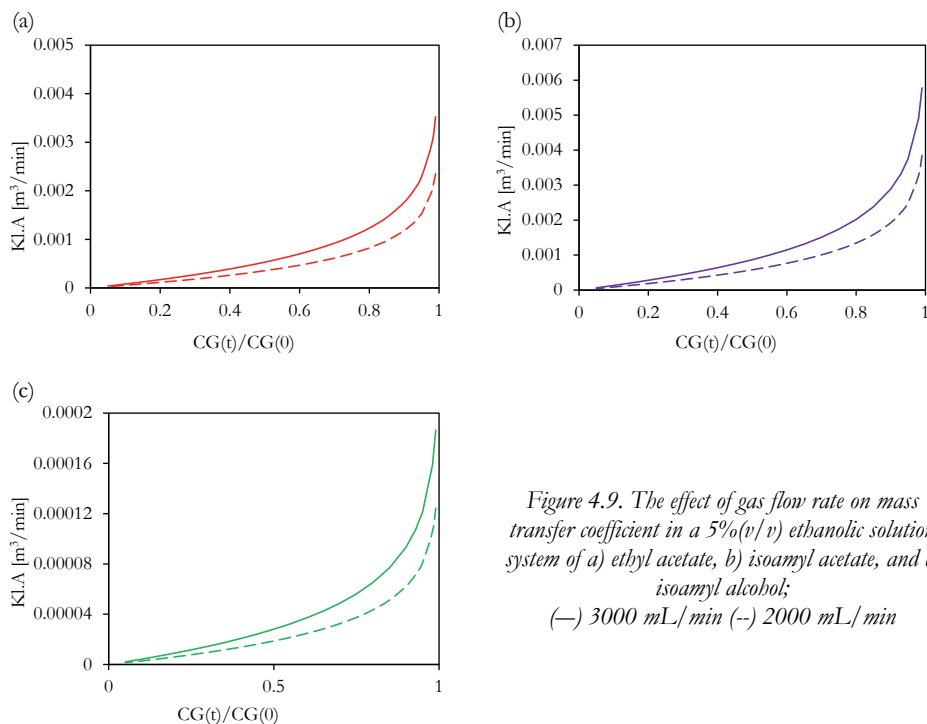 (a)
0.005
0.004
0.003
0.002
0.001
0
Kl.A [m³/min]
0 0.2 0.4 0.6 0.8 1
CG(t)/CG(0)
(b)
0.007
0.006
0.005
0.004
0.003
0.002
0.001
0
Kl.A [m³/min]
0 0.2 0.4 0.6 0.8 1
CG(t)/CG(0)
(c)
0.0002
0.00016
0.00012
0.00008
0.00004
0
Kl.A [m³/min]
0 0.5 1
CG(t)/CG(0)
Figure 4.9. The effect of gas flow rate on mass
transfer coefficient in a 5%(v/v) ethanolic solution
system of a) ethyl acetate, b) isoamyl acetate, and
isoamyl alcohol;
(—) 3000 mL/min (--) 2000 mL/min